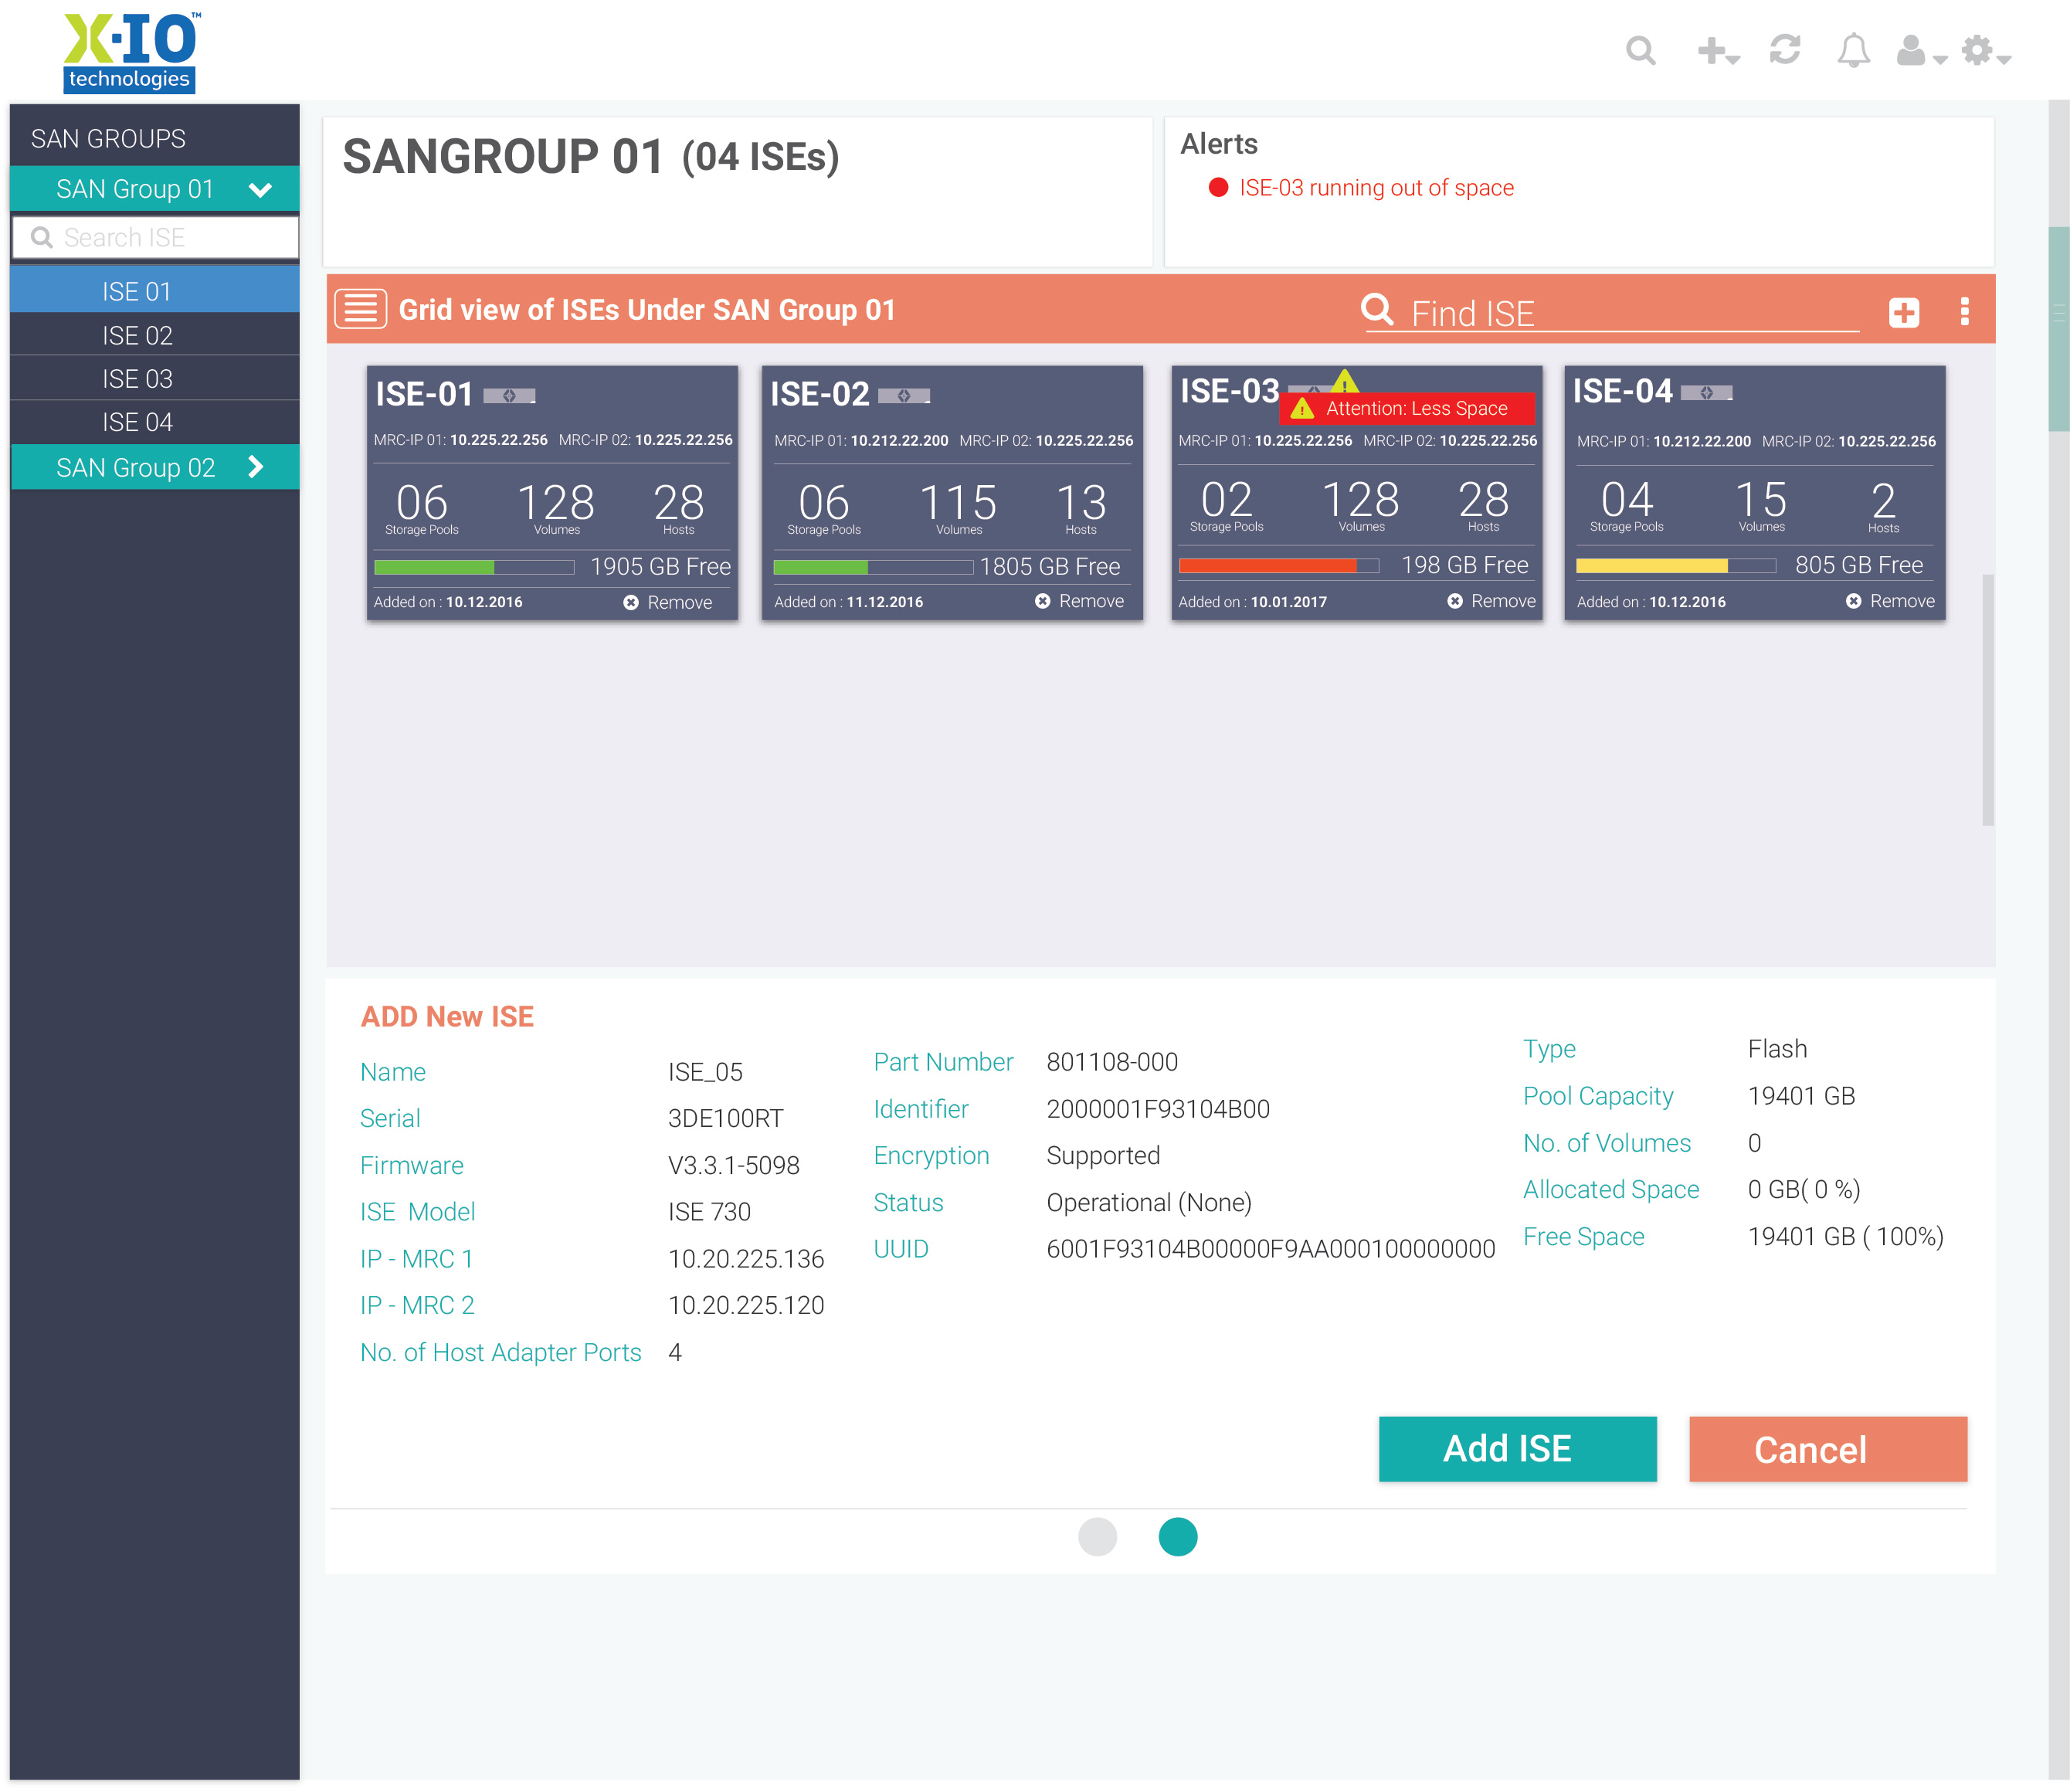 X-IO™
technologies
SAN GROUPS
SAN Group 01
Search ISE
ISE 01
ISE 02
ISE 03
ISE 04
SAN Group 02
SANGROUP 01 (04 ISEs)
Alerts
ISE-03 running out of space
Grid view of ISEs Under SAN Group 01
Find ISE
ISE-01
MRC-IP 01: 10.225.22.256 MRC-IP 02: 10.225.22.256
06 128 28
Storage Pools Volumes Hosts
1905 GB Free
Added on : 10.12.2016 Remove
ISE-02
MRC-IP 01: 10.212.22.200 MRC-IP 02: 10.225.22.256
06 115 13
Storage Pools Volumes Hosts
1805 GB Free
Added on : 11.12.2016 Remove
ISE-03
Attention: Less Space
MRC-IP 01: 10.225.22.256 MRC-IP 02: 10.225.22.256
02 128 28
Storage Pools Volumes Hosts
198 GB Free
Added on : 10.01.2017 Remove
ISE-04
MRC-IP 01: 10.212.22.200 MRC-IP 02: 10.225.22.256
04 15 2
Storage Pools Volumes Hosts
805 GB Free
Added on : 10.12.2016 Remove
ADD New ISE
Name ISE_05
Serial 3DE100RT
Firmware V3.3.1-5098
ISE Model ISE 730
IP - MRC 1 10.20.225.136
IP - MRC 2 10.20.225.120
No. of Host Adapter Ports 4
Part Number 801108-000
Identifier 2000001F93104B00
Encryption Supported
Status Operational (None)
UUID 6001F93104B00000F9AA000100000000
Type Flash
Pool Capacity 19401 GB
No. of Volumes 0
Allocated Space 0 GB( 0 %)
Free Space 19401 GB ( 100%)
Add ISE
Cancel